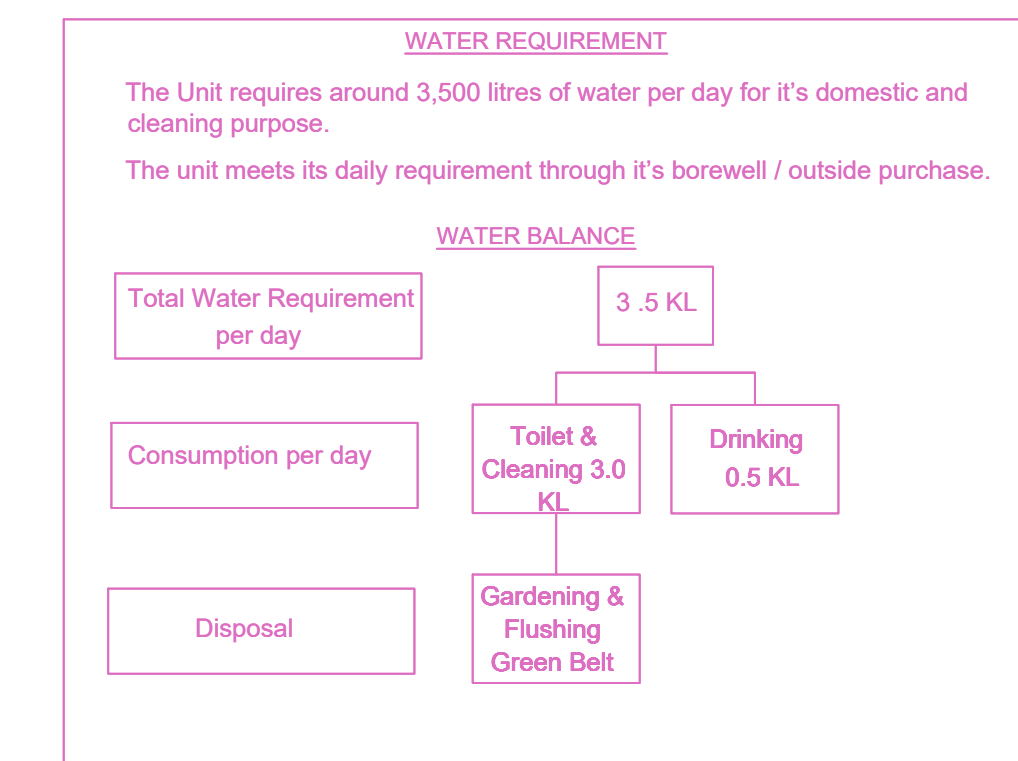 WATER REQUIREMENT
The Unit requires around 3,500 litres of water per day for it’s domestic and
cleaning purpose.
The unit meets its daily requirement through it’s borewell / outside purchase.
WATER BALANCE
Total Water Requirement
per day
3 .5 KL
Consumption per day
Toilet &
Cleaning 3.0
KL
Drinking
0.5 KL
Disposal
Gardening &
Flushing
Green Belt